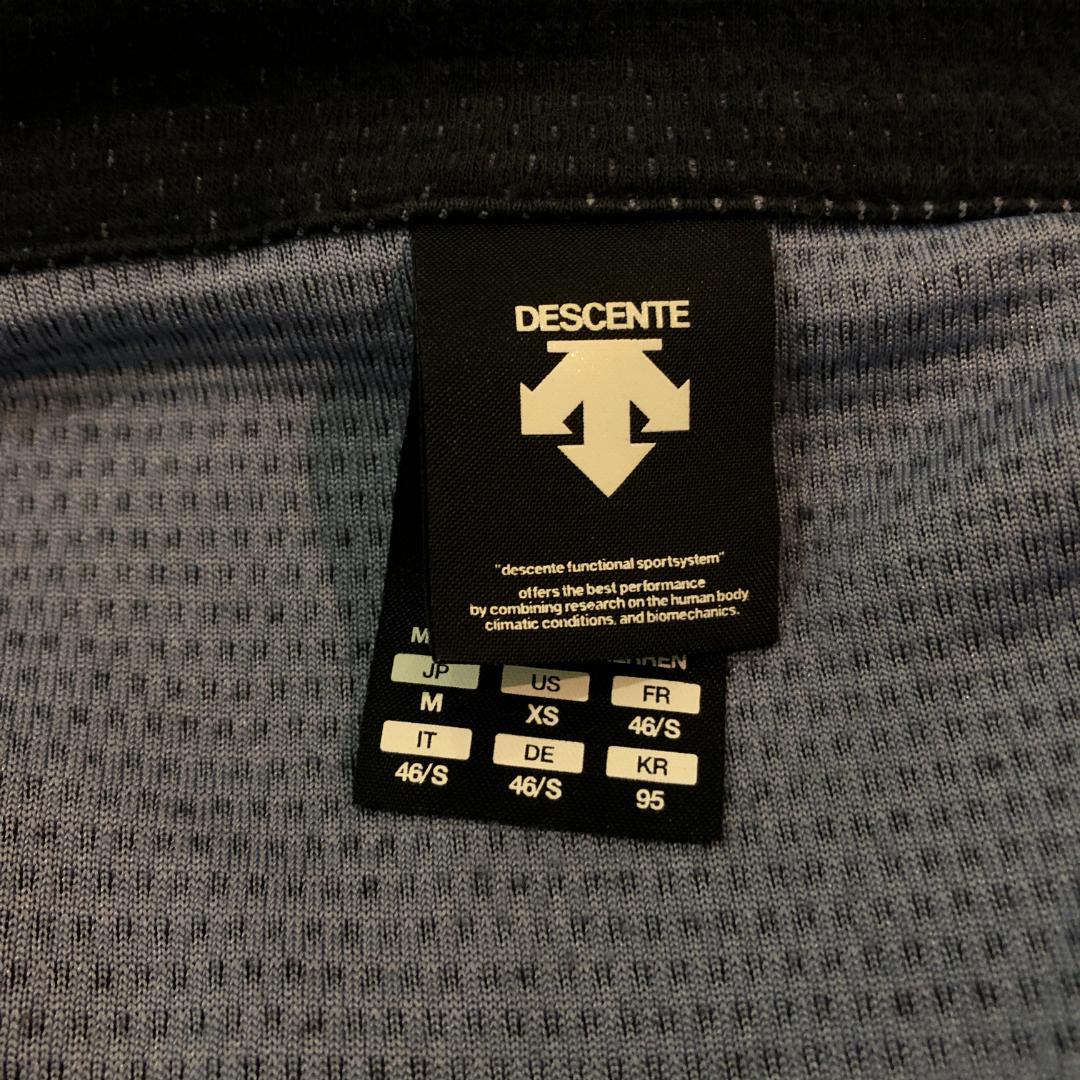 DESCENTE
"descente functional sportsystem"
offers the best performance
by combining research on the human body
climatic conditions, and biomechanics.
JP US FR
M XS 46/S
IT DE KR
46/S 46/S 95